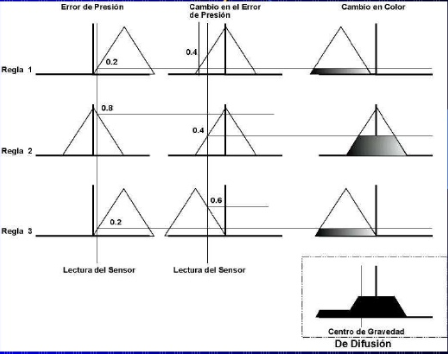 Error de Presión
Cambio en el Error
de Presión
Cambio en Color
Regla 1
0.2
0.4
Regla 2
0.8
0.4
Regla 3
0.2
0.6
Lectura del Sensor
Lectura del Sensor
Centro de Gravedad
De Difusión